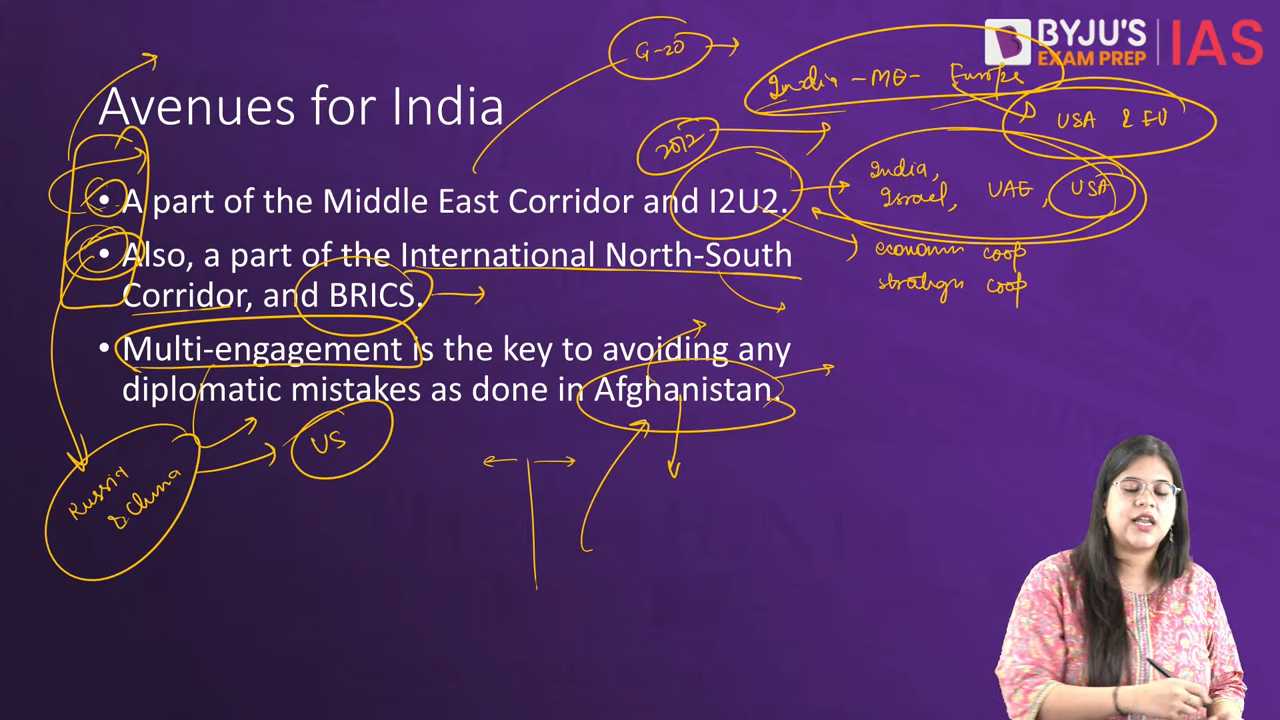 BYJU'S
EXAM PREP
IAS
G-20
India - ME - Europe
USA & EU
Avenues for India
2012
India,
Israel, UAE, USA
• A part of the Middle East Corridor and I2U2.
• Also, a part of the International North-South
Corridor, and BRICS.
economic coop
strategic coop
• Multi-engagement is the key to avoiding any
diplomatic mistakes as done in Afghanistan.
US
Russia
& China